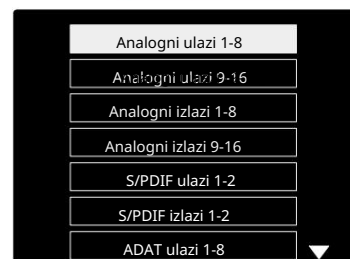 Analogni ulazi 1-8
Analogni ulazi 9-16
Analogni izlazi 1-8
Analogni izlazi 9-16
S/PDIF ulazi 1-2
S/PDIF izlazi 1-2
ADAT ulazi 1-8